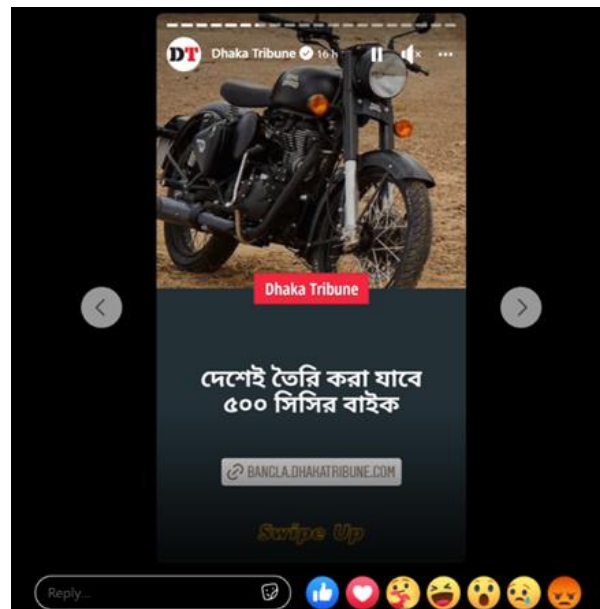 DT Dhaka Tribune 16 h
Dhaka Tribune
দেশেই তৈরি করা যাবে
৫০০ সিসির বাইক
BANGLA.DHAKATRIBUNE.COM
Swipe Up
Reply...